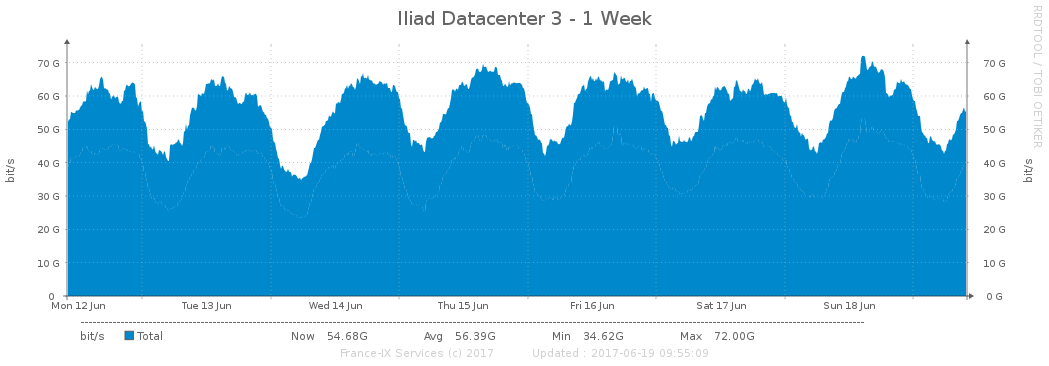 Iliad Datacenter 3 - 1 Week
RRDTOOL / TOBI OETIKER
70 G 70 G
60 G 60 G
50 G 50 G
40 G 40 G
30 G 30 G
20 G 20 G
10 G 10 G
0 0 G
bit/s bit/s
Mon 12 Jun Tue 13 Jun Wed 14 Jun Thu 15 Jun Fri 16 Jun Sat 17 Jun Sun 18 Jun
bit/s Total Now 54.68G Avg 56.39G Min 34.62G Max 72.00G
France-IX Services (c) 2017 Updated : 2017-06-19 09:55:09